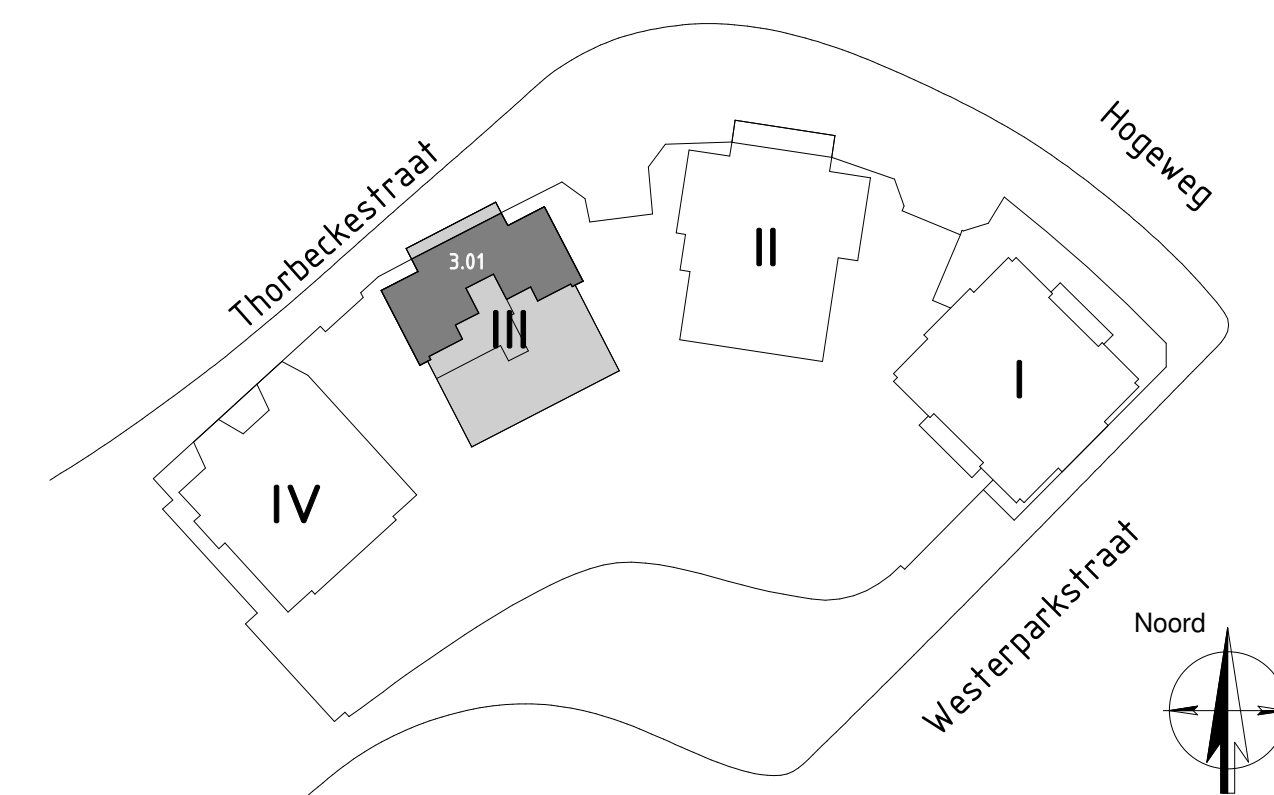 Hogeweg
Thorbeckestraat
3.01
II
III
I
IV
Westerparkstraat
Noord